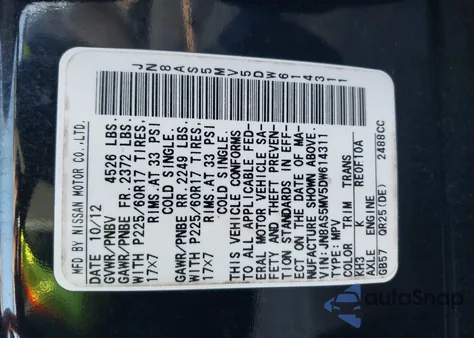 JN8AS5MV5DW614311
MFD BY NISSAN MOTOR CO.,LTD.
DATE: 10/12
GVWR/PNBV 4526 LBS.
GAWR/PNBE FR. 2372 LBS.
WITH P225/60R17 TIRES,
17X7 RIMS,AT 33 PSI
COLD SINGLE.
GAWR/PNBE RR. 2249 LBS.
WITH P225/60R17 TIRES,
17X7 RIMS,AT 33 PSI
COLD SINGLE.
THIS VEHICLE CONFORMS
TO ALL APPLICABLE FED-
ERAL MOTOR VEHICLE SA-
FETY AND THEFT PREVEN-
TION STANDARDS IN EFF-
ECT ON THE DATE OF MA-
NUFACTURE SHOWN ABOVE.
VIN: JN8AS5MV5DW614311
TYPE: MPV
COLOR TRIM TRANS
KH3 K RE0F10A
AXLE ENGINE
GB57 QR25(DE) 2488CC
autoSnap